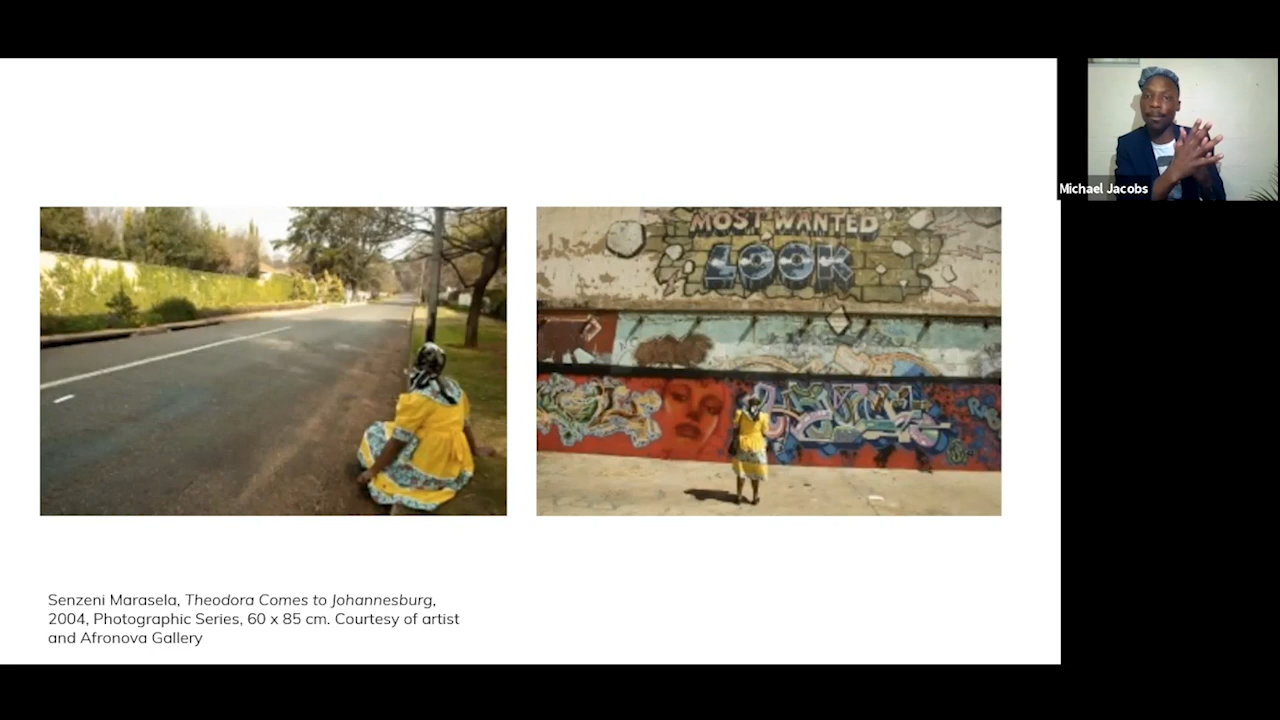 MOST WANTED
LOOK
Michael Jacobs
Senzeni Marasela, Theodora Comes to Johannesburg,
2004, Photographic Series, 60 x 85 cm. Courtesy of artist
and Afronova Gallery